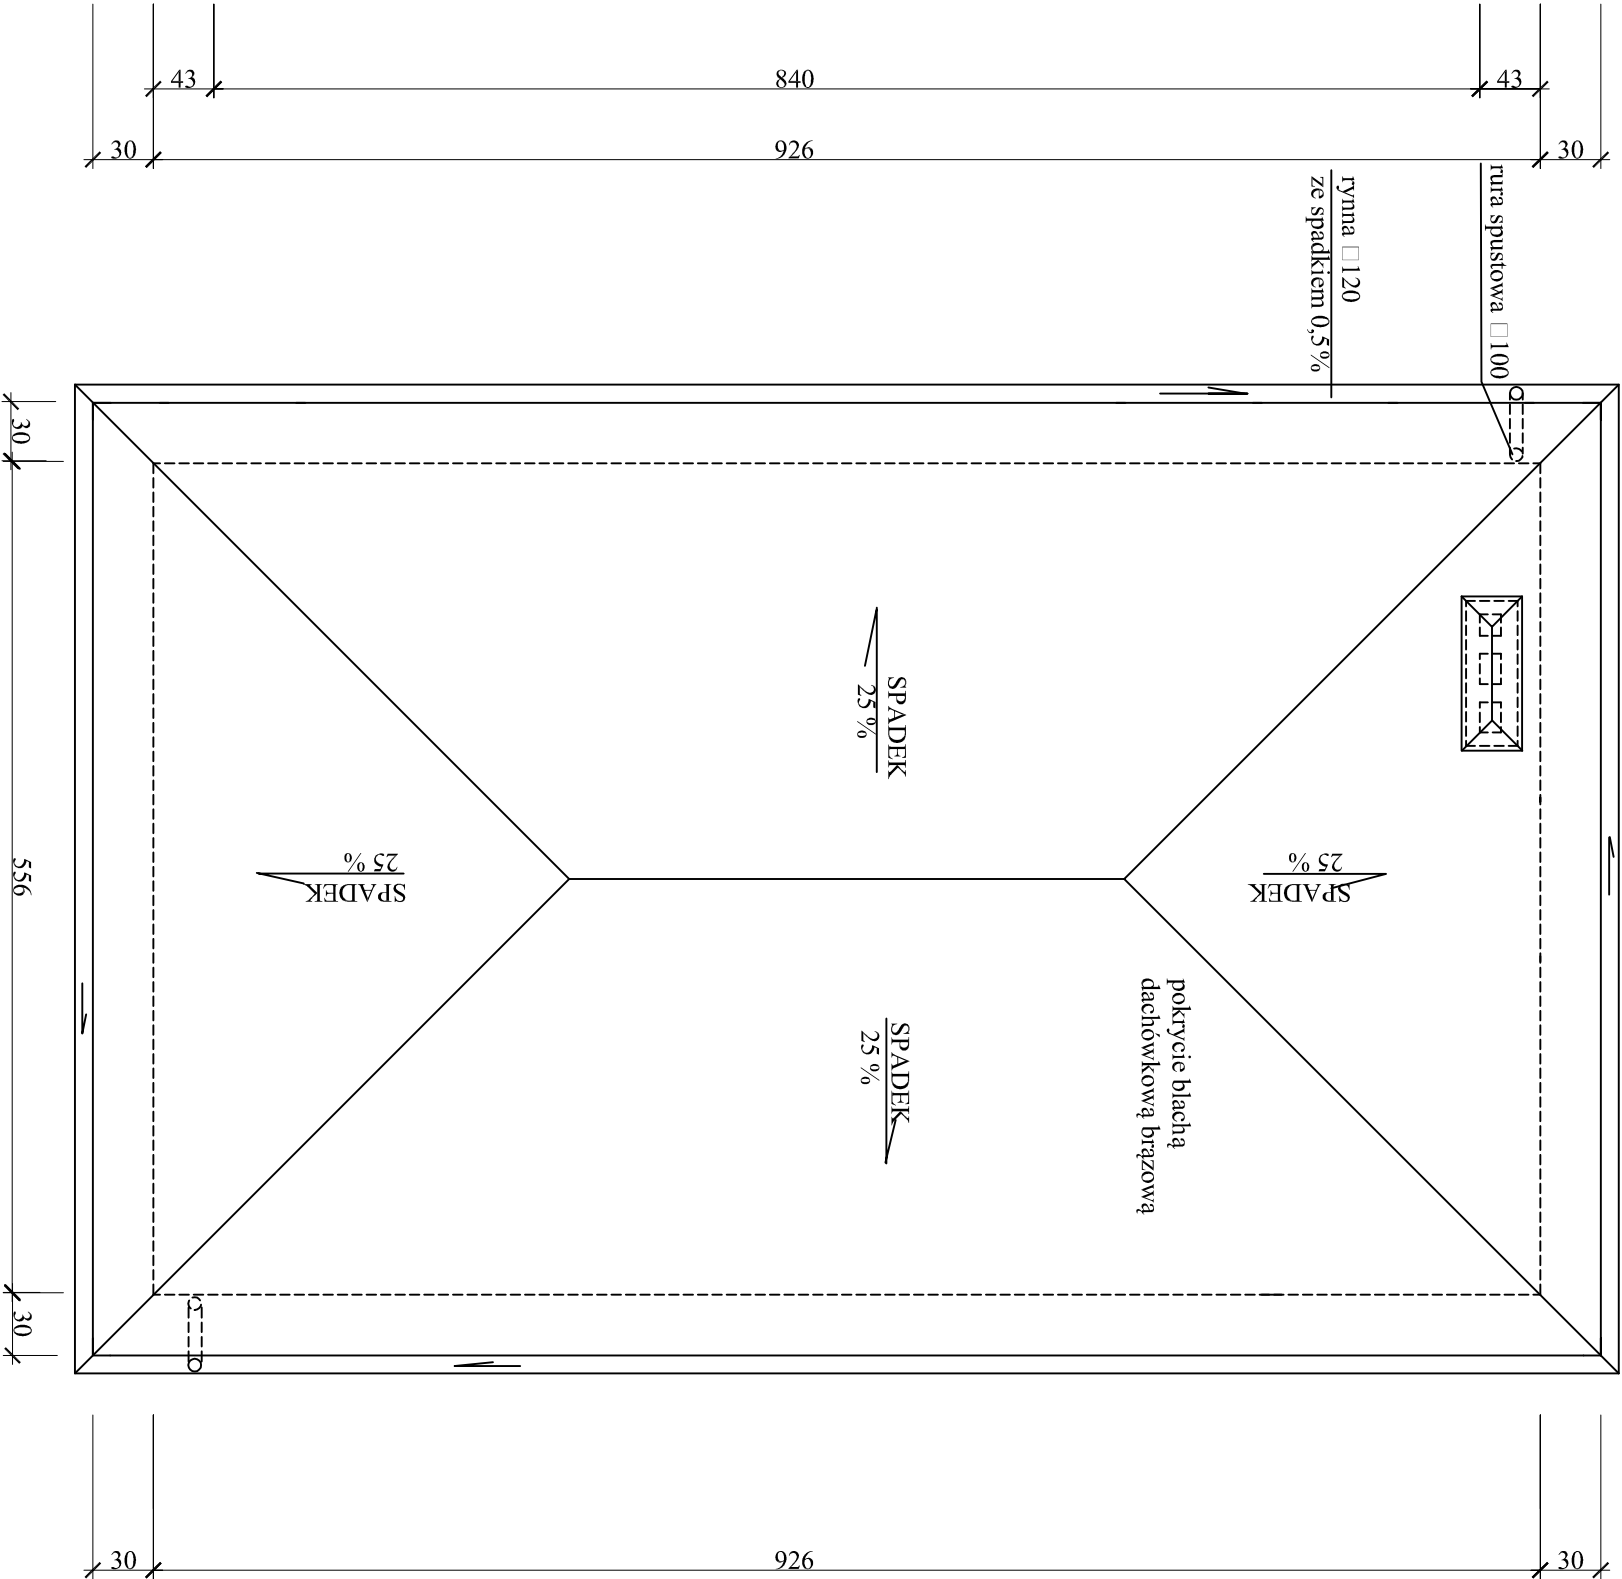 43
840
43
30
926
30
rynna □120
ze spadkiem 0,5%
rura spustowa □100
30
556
30
SPADEK
25 %
25 %
SPADEK
25 %
SPADEK
SPADEK
25 %
pokrycie blachą
dachówkową brązową
30
926
30